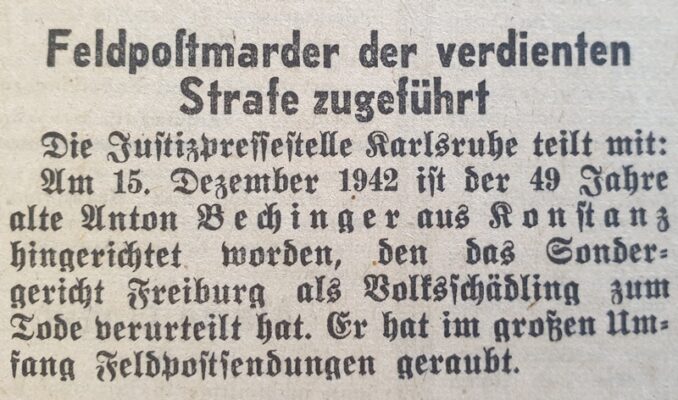 Feldpoſtmarder der verdienten
Strafe zugeführt
Die Juſtizpreſſeſtelle Karlsruhe teilt mit:
Am 15. Dezember 1942 iſt der 49 Jahre
alte Anton Bechinger aus Konſtanz
hingerichtet worden, den das Sonder-
gericht Freiburg als Volksſchädling zum
Tode verurteilt hat. Er hat im großen Um-
fang Feldpoſtſendungen geraubt.